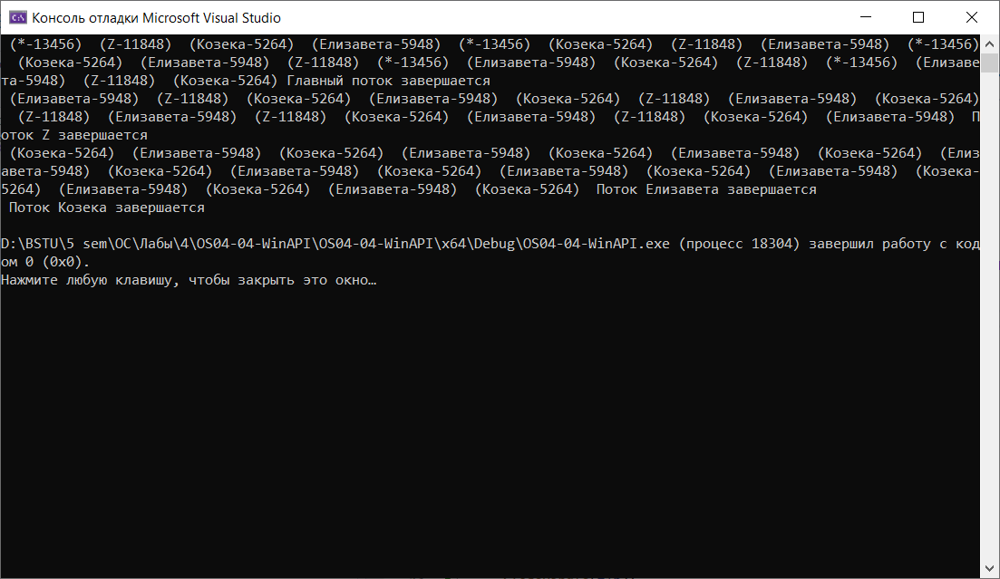 Консоль отладки Microsoft Visual Studio
(*-13456)  (Z-11848)  (Козека-5264)  (Елизавета-5948)  (*-13456)  (Козека-5264)  (Z-11848)  (Елизавета-5948)  (*-13456)
(Козека-5264)  (Елизавета-5948)  (Z-11848)  (*-13456)  (Елизавета-5948)  (Козека-5264)  (Z-11848)  (*-13456)  (Елизаве
та-5948)  (Z-11848)  (Козека-5264) Главный поток завершается
(Елизавета-5948)  (Z-11848)  (Козека-5264)  (Елизавета-5948)  (Козека-5264)  (Z-11848)  (Елизавета-5948)  (Козека-5264)
(Z-11848)  (Елизавета-5948)  (Z-11848)  (Козека-5264)  (Елизавета-5948)  (Z-11848)  (Козека-5264)  (Елизавета-5948)  П
оток Z завершается
(Козека-5264)  (Елизавета-5948)  (Козека-5264)  (Елизавета-5948)  (Козека-5264)  (Елизавета-5948)  (Козека-5264)  (Елиз
авета-5948)  (Козека-5264)  (Елизавета-5948)  (Козека-5264)  (Елизавета-5948)  (Козека-5264)  (Елизавета-5948)  (Козека-
5264)  (Елизавета-5948)  (Козека-5264)  (Елизавета-5948)  (Козека-5264)  Поток Елизавета завершается
Поток Козека завершается
D:\BSTU\5 sem\ОС\Лабы\4\OS04-04-WinAPI\OS04-04-WinAPI\x64\Debug\OS04-04-WinAPI.exe (процесс 18304) завершил работу с код
ом 0 (0x0).
Нажмите любую клавишу, чтобы закрыть это окно…